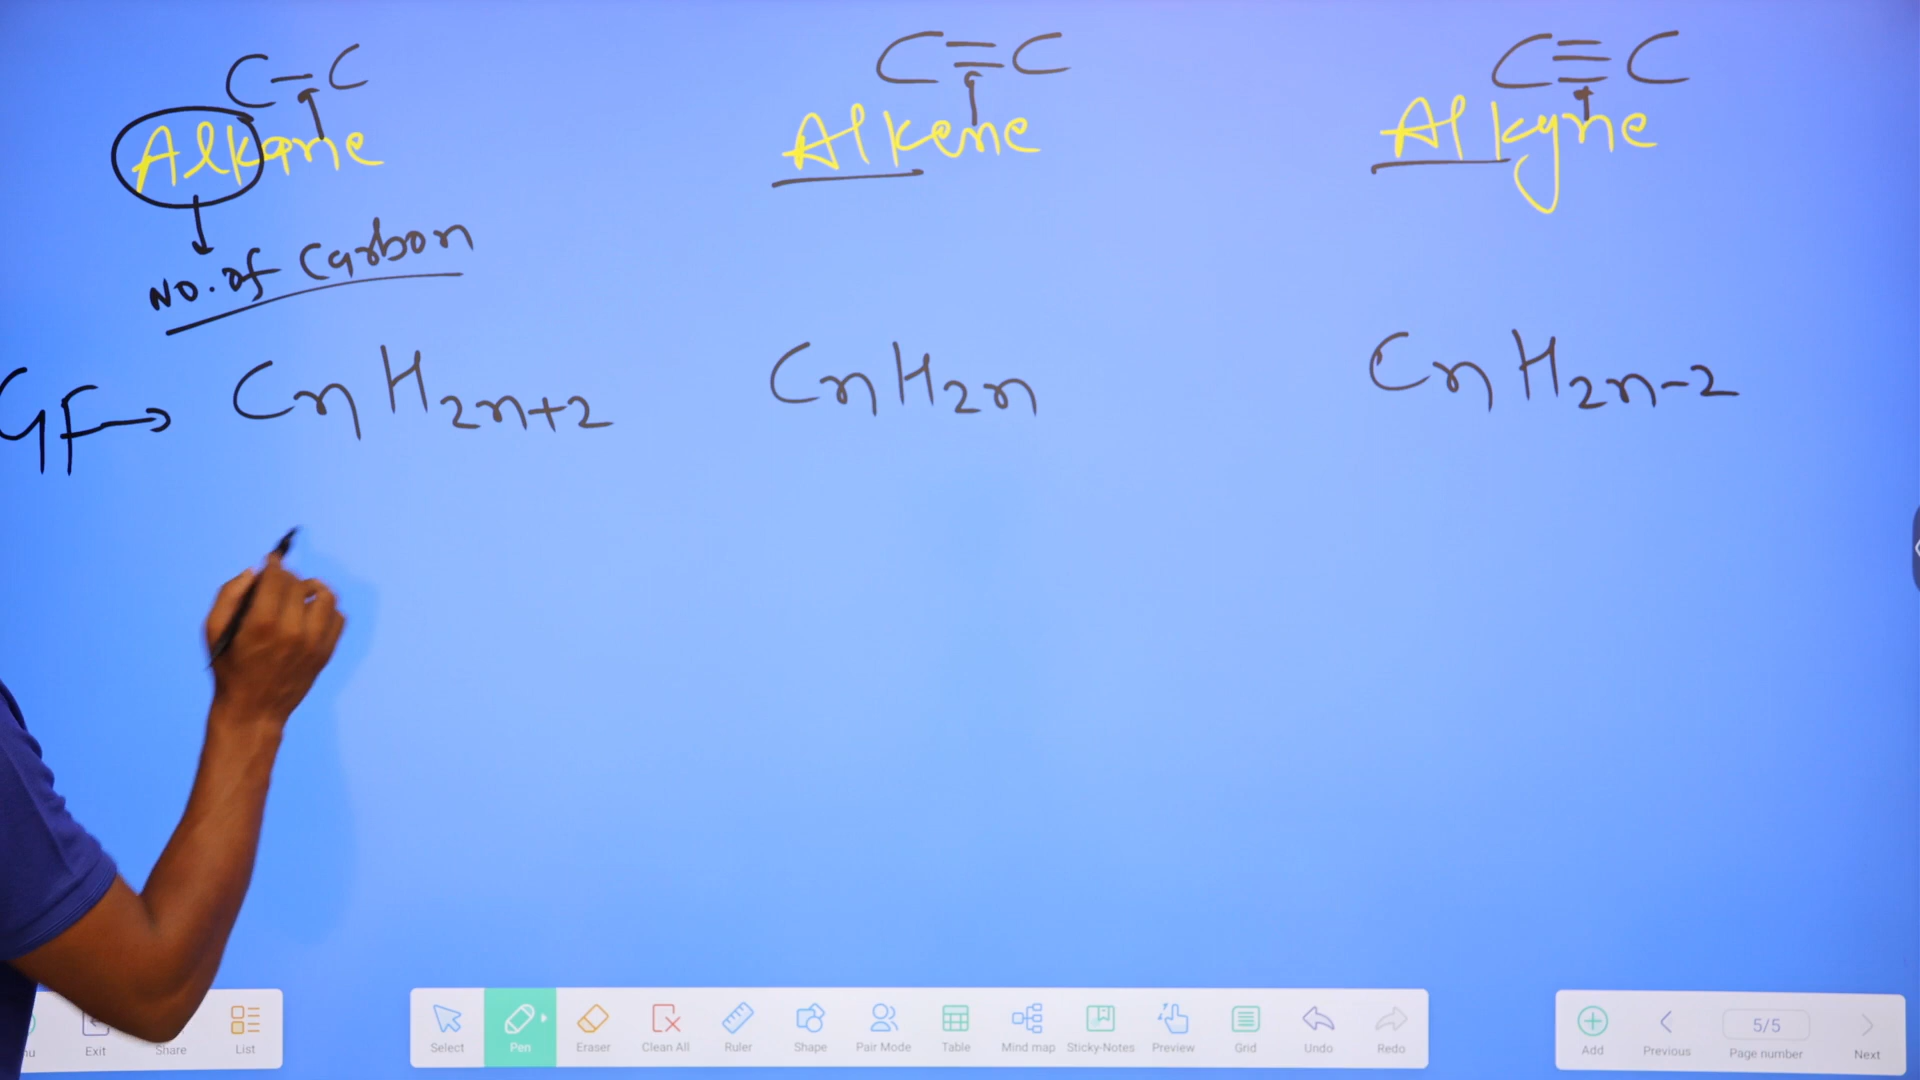 C-C
C=C
C≡C
Alkane
Alkene
Alkyne
No. of Carbon
GF→ CnH2n+2
CnH2n
CnH2n-2
nu
Exit
Share
List
Select
Pen
Eraser
Clean All
Ruler
Shape
Pair Mode
Table
Mind map
Sticky-Notes
Preview
Grid
Undo
Redo
Add
Previous
5/5
Page number
Next